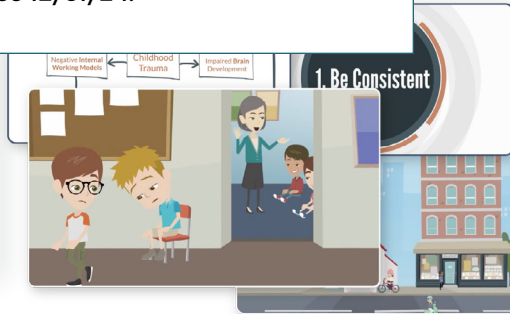 Negative Internal
Working Models
Childhood
Trauma
Impaired Brain
Development
1. Be Consistent